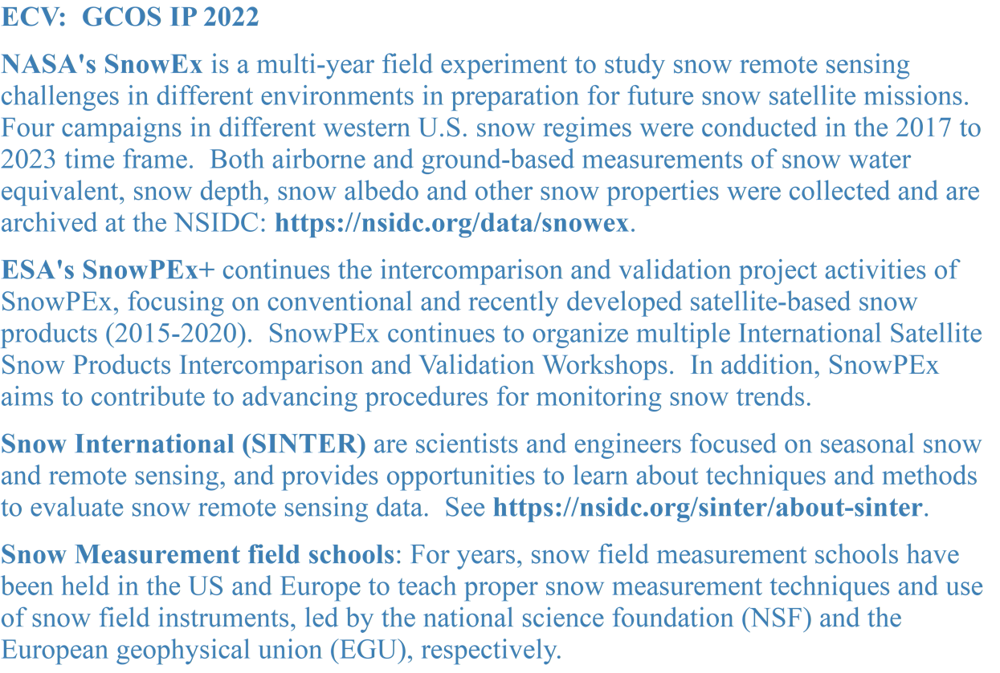 ECV:  GCOS IP 2022
NASA's SnowEx is a multi-year field experiment to study snow remote sensing
challenges in different environments in preparation for future snow satellite missions.
Four campaigns in different western U.S. snow regimes were conducted in the 2017 to
2023 time frame.  Both airborne and ground-based measurements of snow water
equivalent, snow depth, snow albedo and other snow properties were collected and are
archived at the NSIDC: https://nsidc.org/data/snowex.
ESA's SnowPEx+ continues the intercomparison and validation project activities of
SnowPEx, focusing on conventional and recently developed satellite-based snow
products (2015-2020).  SnowPEx continues to organize multiple International Satellite
Snow Products Intercomparison and Validation Workshops.  In addition, SnowPEx
aims to contribute to advancing procedures for monitoring snow trends.
Snow International (SINTER) are scientists and engineers focused on seasonal snow
and remote sensing, and provides opportunities to learn about techniques and methods
to evaluate snow remote sensing data.  See https://nsidc.org/sinter/about-sinter.
Snow Measurement field schools: For years, snow field measurement schools have
been held in the US and Europe to teach proper snow measurement techniques and use
of snow field instruments, led by the national science foundation (NSF) and the
European geophysical union (EGU), respectively.